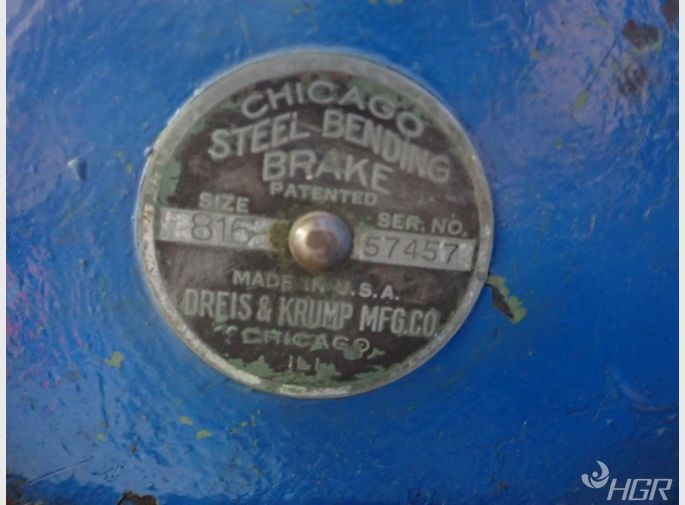 CHICAGO
STEEL BENDING
BRAKE
PATENTED
SIZE SER. NO.
816 57457
MADE IN U.S.A.
DREIS & KRUMP MFG.CO.
CHICAGO
ILL
HGR